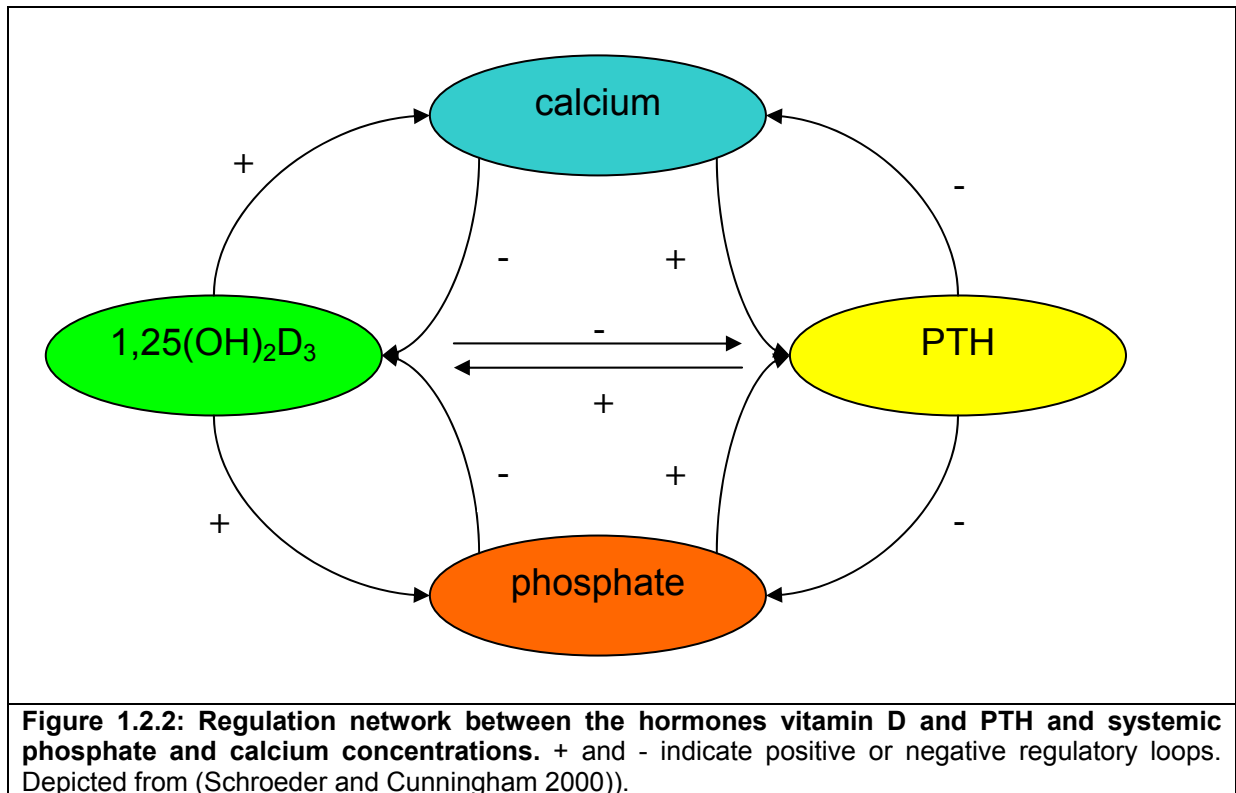 calcium
+
-
-
+
1,25(OH)₂D₃
-
+
PTH
-
+
+
-
phosphate
Figure 1.2.2: Regulation network between the hormones vitamin D and PTH and systemic
phosphate and calcium concentrations. + and - indicate positive or negative regulatory loops.
Depicted from (Schroeder and Cunningham 2000)).